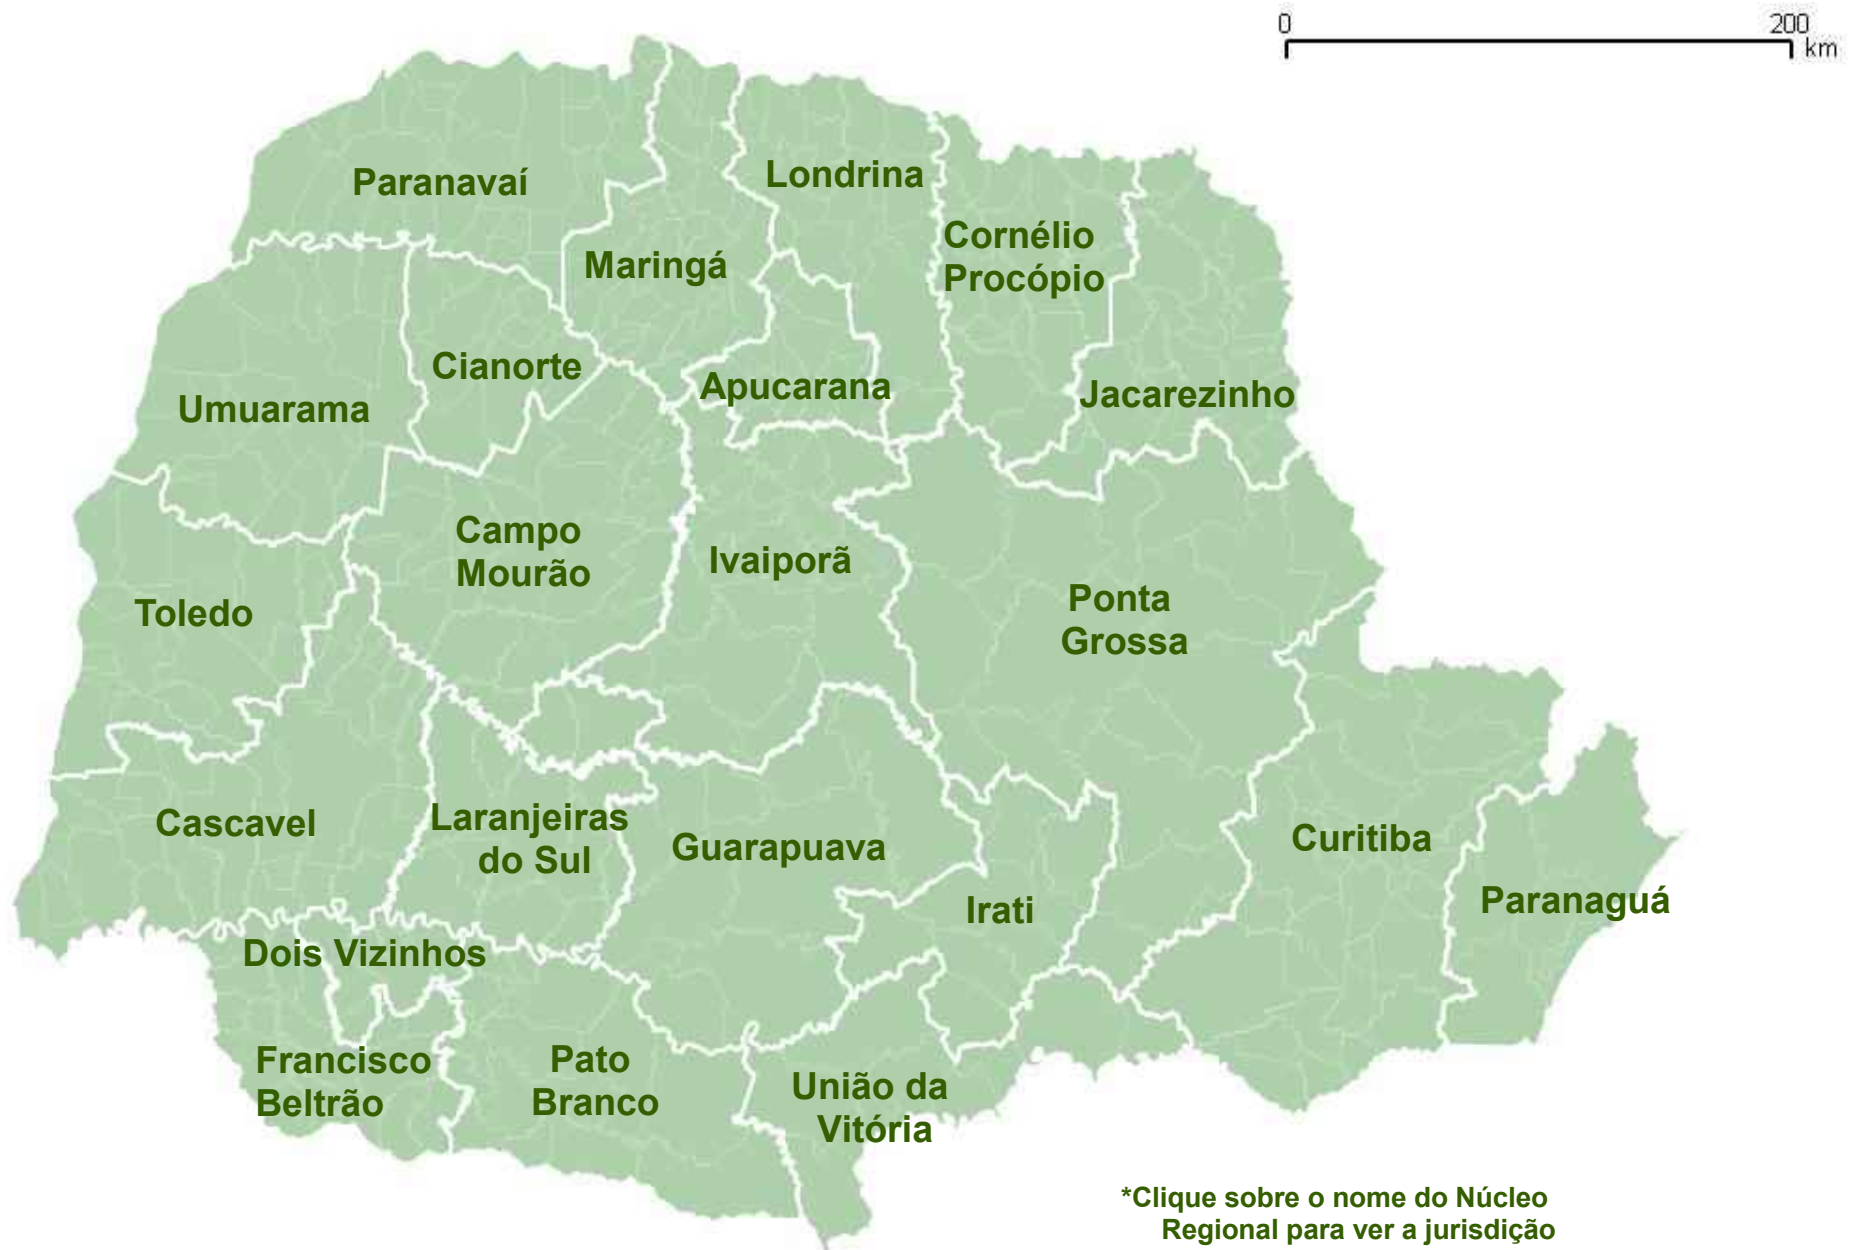 0 200
km
Paranavaí
Londrina
Cornélio
Procópio
Maringá
Cianorte
Apucarana
Jacarezinho
Umuarama
Campo
Mourão
Ivaiporã
Toledo
Ponta
Grossa
Cascavel
Laranjeiras
do Sul
Guarapuava
Irati
Curitiba
Paranaguá
Dois Vizinhos
Francisco
Beltrão
Pato
Branco
União da
Vitória
*Clique sobre o nome do Núcleo
Regional para ver a jurisdição